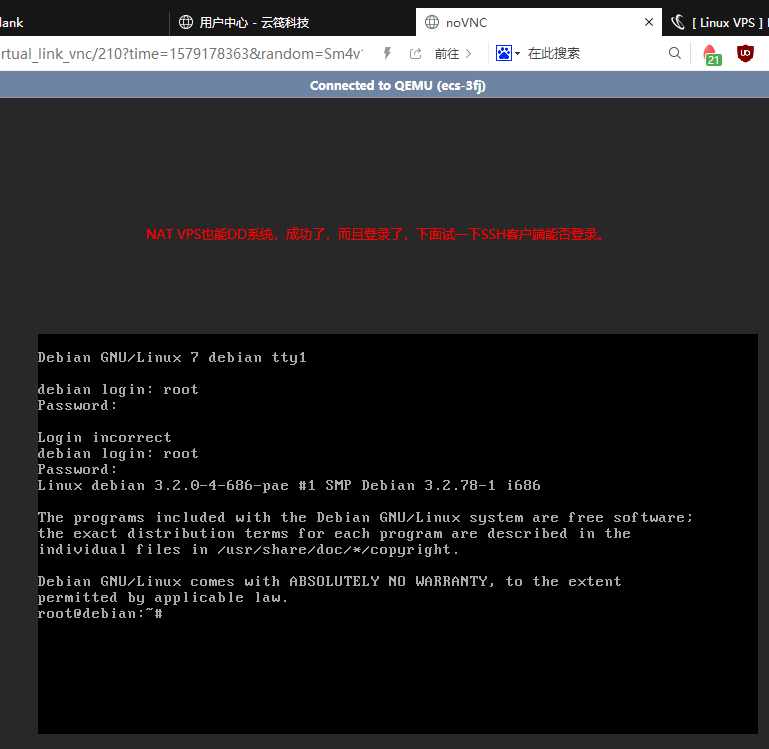 lank
用户中心 - 云筏科技
noVNC
[ Linux VPS ]
rtual_link_vnc/210?time=1579178363&random=Sm4v
前往
在此搜索
21
Connected to QEMU (ecs-3fj)
NAT VPS也能DD系统，成功了，而且登录了，下面试一下SSH客户端能否登录。
Debian GNU/Linux 7 debian tty1
debian login: root
Password:
Login incorrect
debian login: root
Password:
Linux debian 3.2.0-4-686-pae #1 SMP Debian 3.2.78-1 i686
The programs included with the Debian GNU/Linux system are free software;
the exact distribution terms for each program are described in the
individual files in /usr/share/doc/*/copyright.
Debian GNU/Linux comes with ABSOLUTELY NO WARRANTY, to the extent
permitted by applicable law.
root@debian:~#